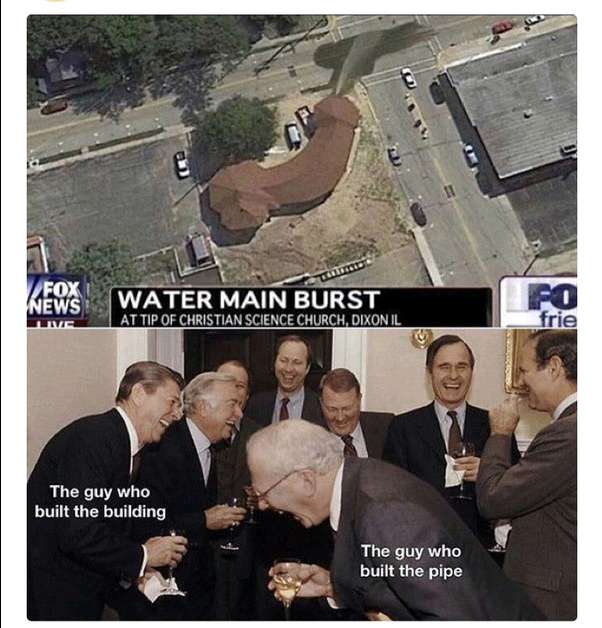 FOX
NEWS
LIVE
WATER MAIN BURST
AT TIP OF CHRISTIAN SCIENCE CHURCH, DIXON IL
FO
frie
The guy who
built the building
The guy who
built the pipe